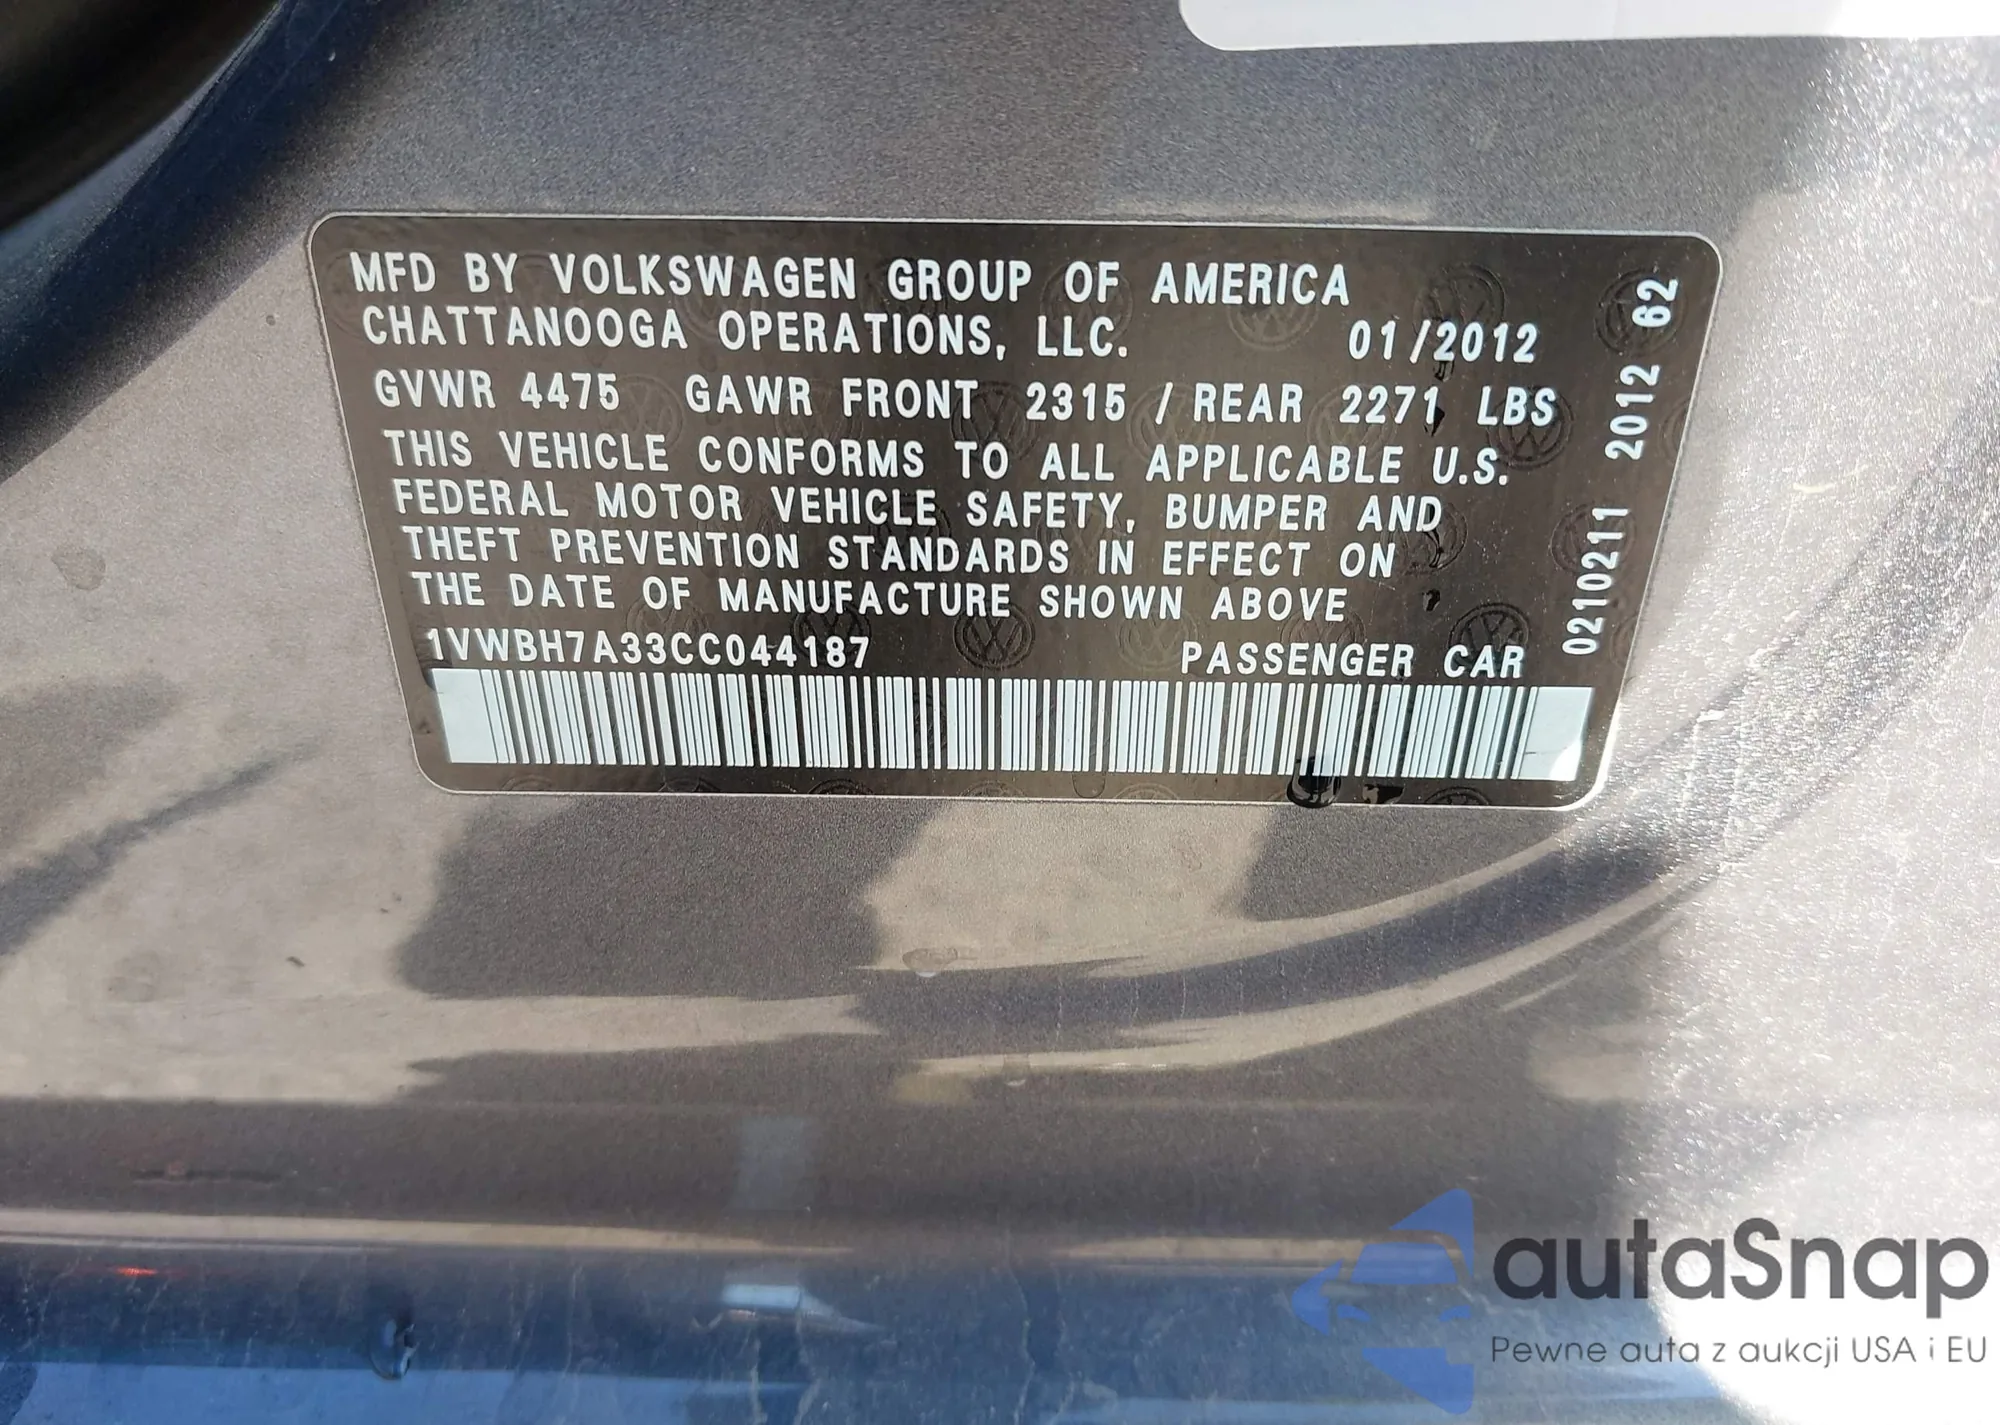 MFD BY VOLKSWAGEN GROUP OF AMERICA
CHATTANOOGA OPERATIONS, LLC. 01/2012
GVWR 4475 GAWR FRONT 2315 / REAR 2271 LBS
THIS VEHICLE CONFORMS TO ALL APPLICABLE U.S.
FEDERAL MOTOR VEHICLE SAFETY, BUMPER AND
THEFT PREVENTION STANDARDS IN EFFECT ON
THE DATE OF MANUFACTURE SHOWN ABOVE
1VWBH7A33CC044187 PASSENGER CAR
0210211 2012 62
autaSnap
Pewne auta z aukcji USA i EU